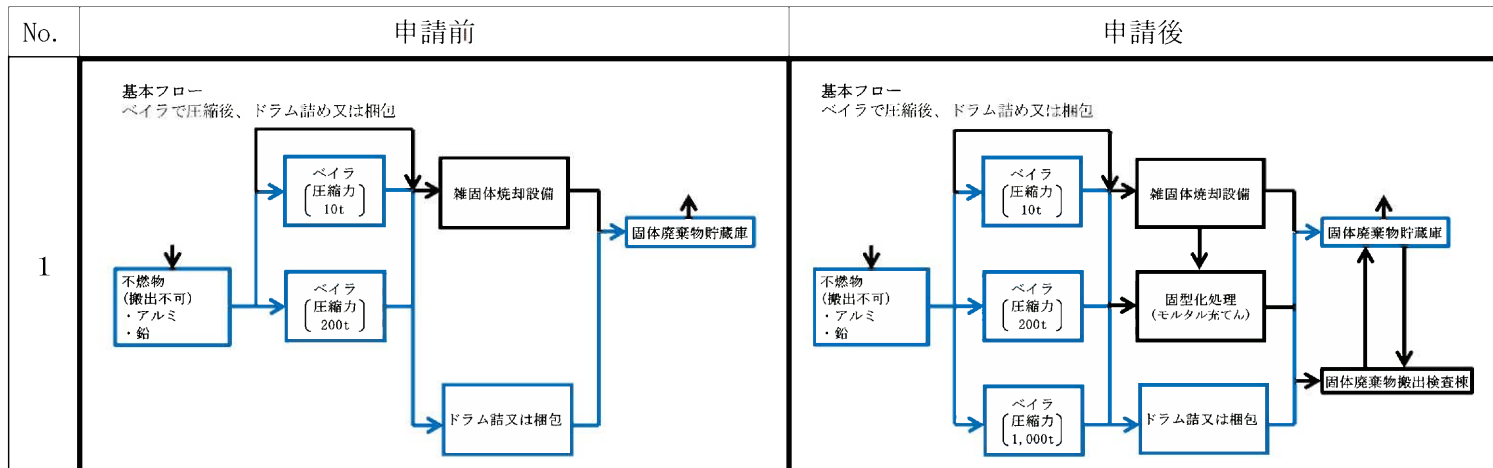 No.
申請前
申請後
1
基本フロー
ベイラで圧縮後、ドラム詰め又は梱包
ベイラ
圧縮力
10t
雑固体焼却設備
固体廃棄物貯蔵庫
不燃物
(搬出不可)
・アルミ
・鉛
ベイラ
圧縮力
200t
ドラム詰又は梱包
基本フロー
ベイラで圧縮後、ドラム詰め又は梱包
ベイラ
圧縮力
10t
雑固体焼却設備
固体廃棄物貯蔵庫
不燃物
(搬出不可)
・アルミ
・鉛
ベイラ
圧縮力
200t
固型化処理
(モルタル充てん)
ベイラ
圧縮力
1,000t
ドラム詰又は梱包
固体廃棄物搬出検査棟